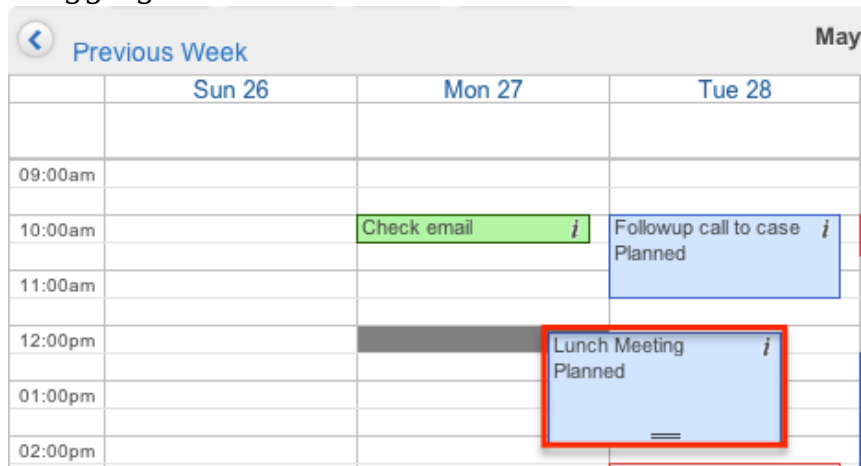 May
Previous Week
Sun 26 Mon 27 Tue 28
09:00am
10:00am Check email i Followup call to case i
Planned
11:00am
12:00pm Lunch Meeting i
Planned
01:00pm
02:00pm